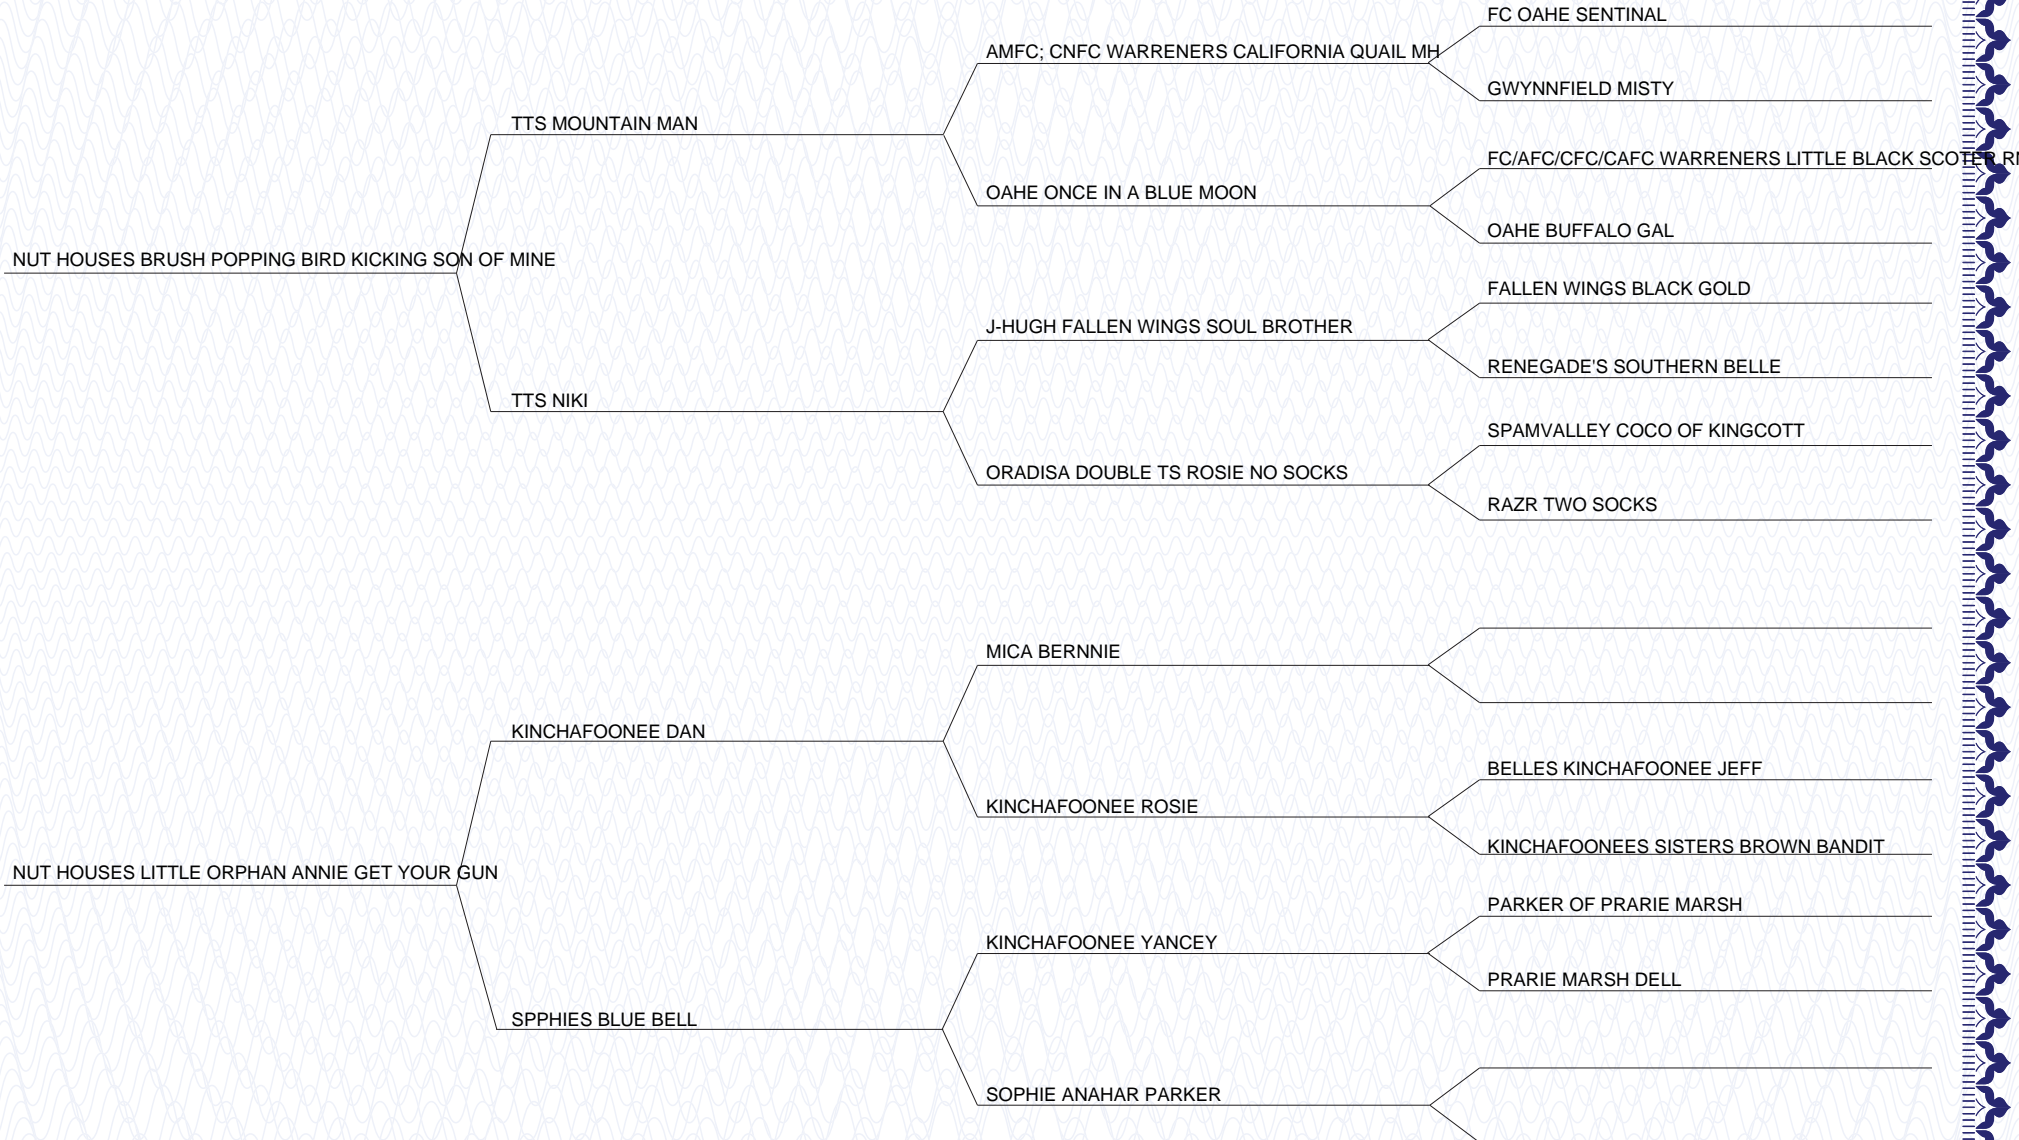 FC OAHE SENTINAL
AMFC; CNFC WARRENERS CALIFORNIA QUAIL MH
GWYNNFIELD MISTY
TTS MOUNTAIN MAN
FC/AFC/CFC/CAFC WARRENERS LITTLE BLACK SCOTER
OAHE ONCE IN A BLUE MOON
OAHE BUFFALO GAL
NUT HOUSES BRUSH POPPING BIRD KICKING SON OF MINE
FALLEN WINGS BLACK GOLD
J-HUGH FALLEN WINGS SOUL BROTHER
RENEGADE'S SOUTHERN BELLE
TTS NIKI
SPAMVALLEY COCO OF KINGCOTT
ORADISA DOUBLE TS ROSIE NO SOCKS
RAZR TWO SOCKS
MICA BERNNIE
KINCHAFOONEE DAN
BELLES KINCHAFOONEE JEFF
KINCHAFOONEE ROSIE
KINCHAFOONEES SISTERS BROWN BANDIT
NUT HOUSES LITTLE ORPHAN ANNIE GET YOUR GUN
PARKER OF PRARIE MARSH
KINCHAFOONEE YANCEY
PRARIE MARSH DELL
SPPHIES BLUE BELL
SOPHIE ANAHAR PARKER